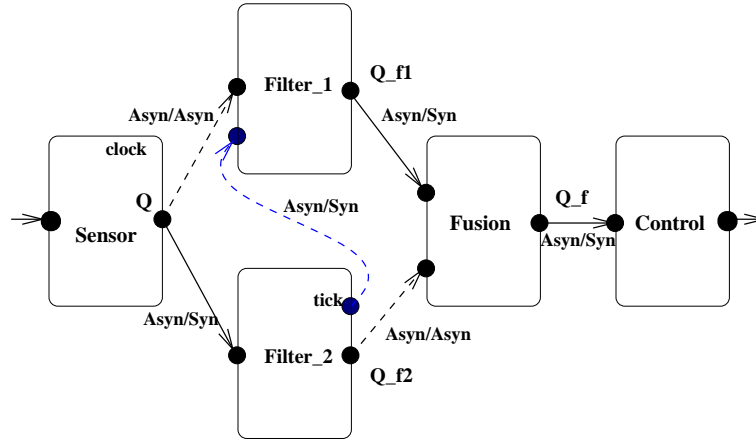 Q_f1
Filter_1
Asyn/Asyn
Asyn/Syn
clock
Q
Asyn/Syn
Q_f
Sensor
Fusion
Control
Asyn/Syn
tick
Asyn/Syn
Asyn/Asyn
Filter_2
Q_f2